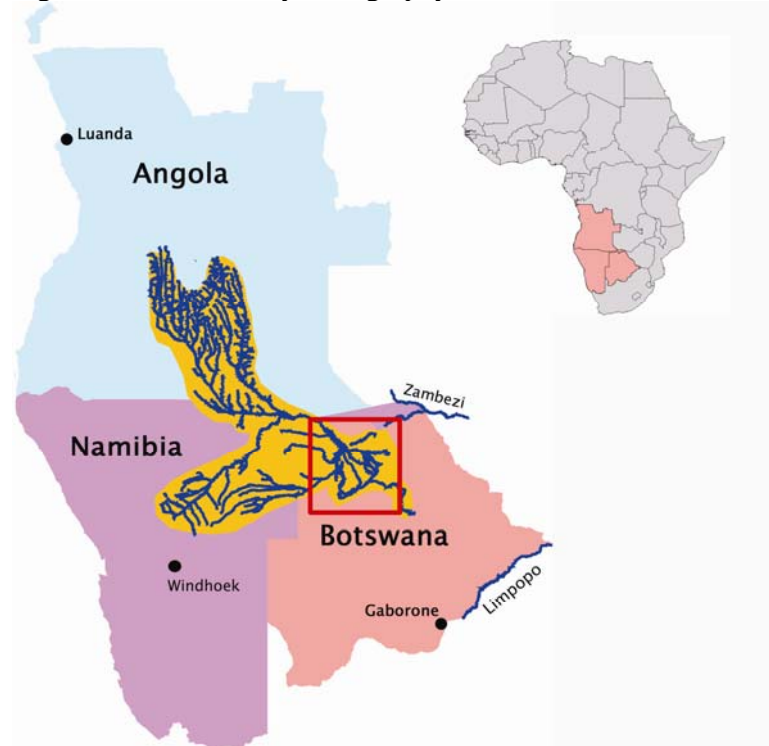 Luanda
Angola
Zambezi
Namibia
Botswana
Windhoek
Limpopo
Gaborone